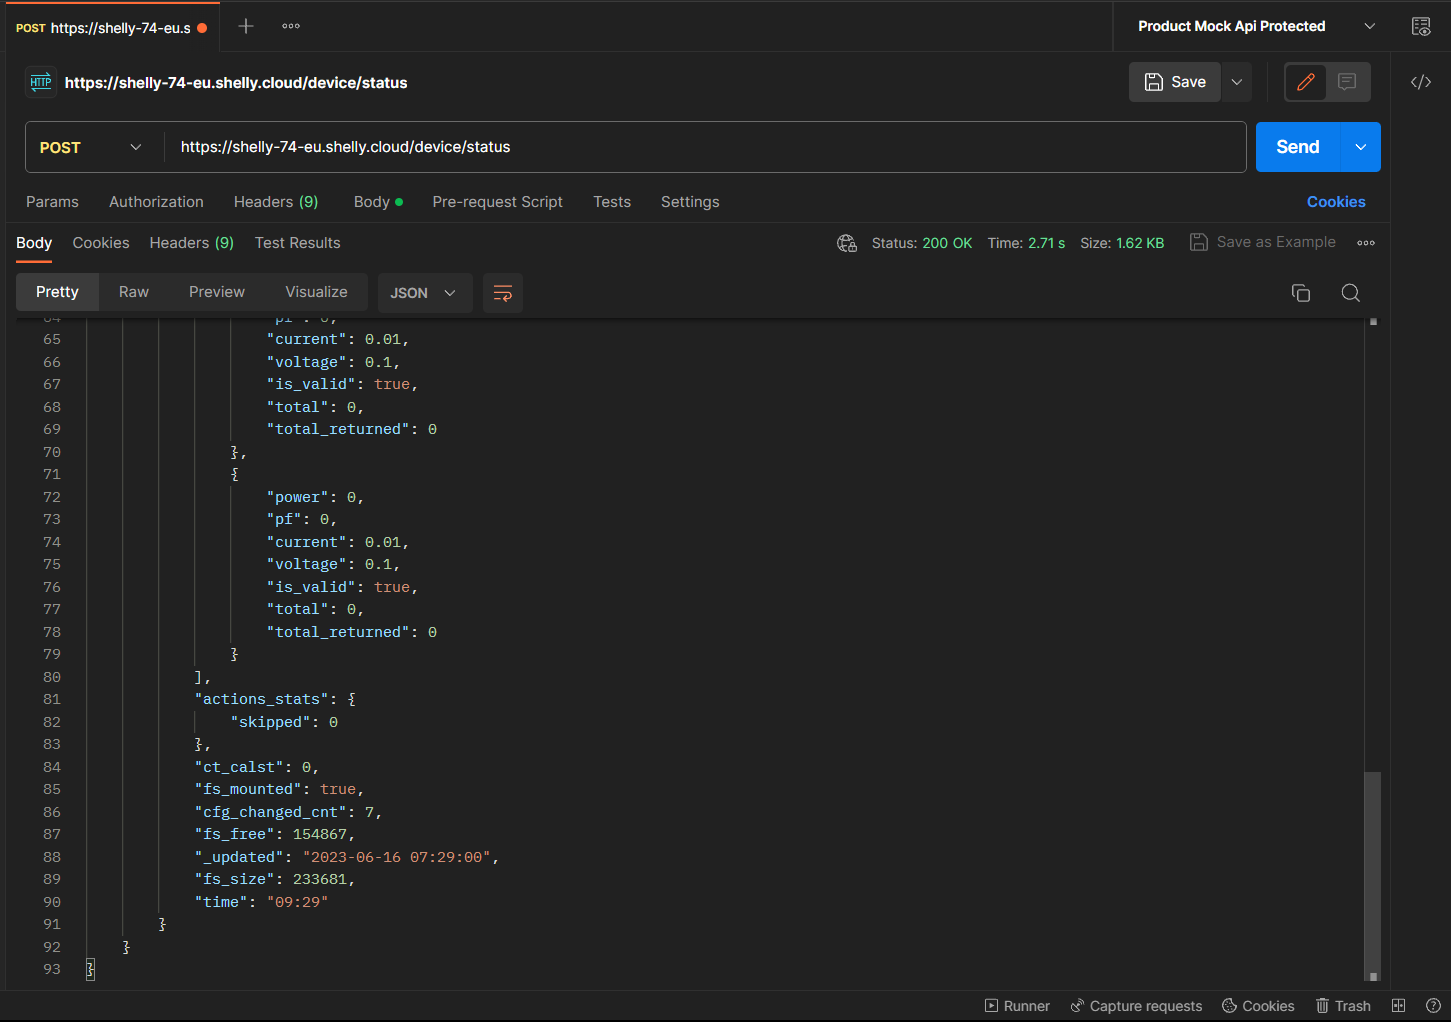 POST https://shelly-74-eu.s
Product Mock Api Protected
HTTP https://shelly-74-eu.shelly.cloud/device/status
Save
POST https://shelly-74-eu.shelly.cloud/device/status
Send
Params Authorization Headers (9) Body Pre-request Script Tests Settings Cookies
Body Cookies Headers (9) Test Results Status: 200 OK Time: 2.71 s Size: 1.62 KB Save as Example
Pretty Raw Preview Visualize JSON
64 "pf": 0,
65 "current": 0.01,
66 "voltage": 0.1,
67 "is_valid": true,
68 "total": 0,
69 "total_returned": 0
70 },
71 {
72 "power": 0,
73 "pf": 0,
74 "current": 0.01,
75 "voltage": 0.1,
76 "is_valid": true,
77 "total": 0,
78 "total_returned": 0
79 }
80 ],
81 "actions_stats": {
82 "skipped": 0
83 },
84 "ct_calst": 0,
85 "fs_mounted": true,
86 "cfg_changed_cnt": 7,
87 "fs_free": 154867,
88 "_updated": "2023-06-16 07:29:00",
89 "fs_size": 233681,
90 "time": "09:29"
91 }
92 }
93 }
Runner Capture requests Cookies Trash